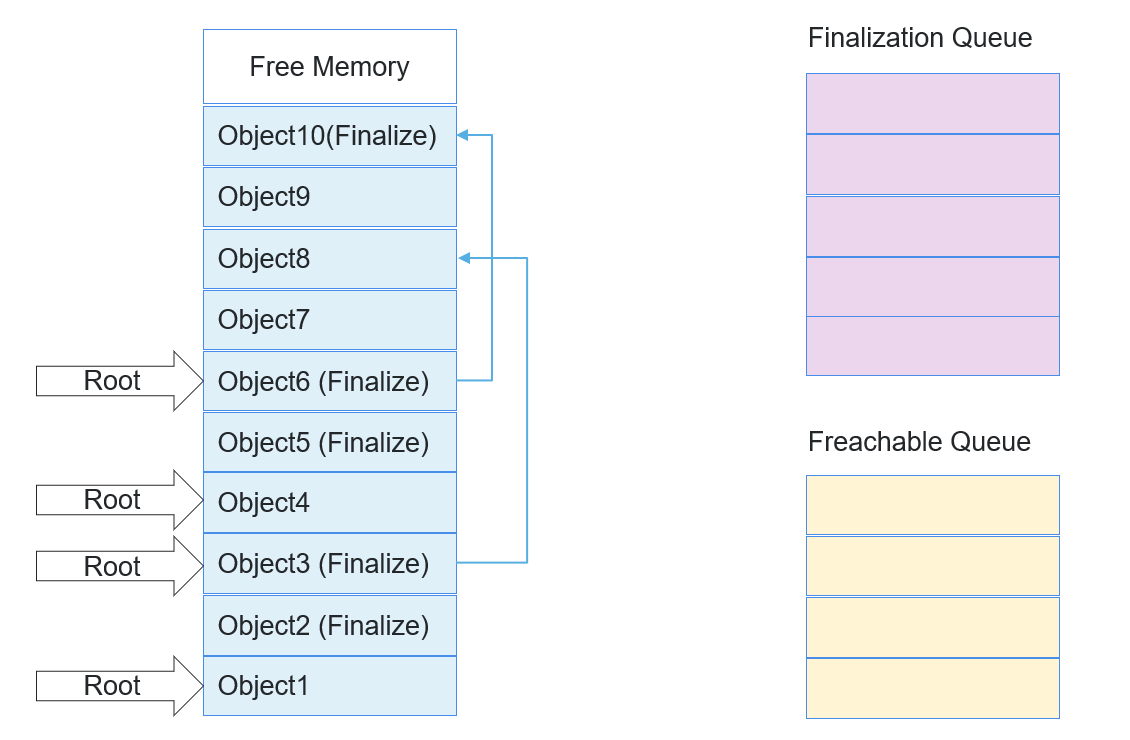 Free Memory
Object10(Finalize)
Object9
Object8
Object7
Root
Object6 (Finalize)
Object5 (Finalize)
Root
Object4
Root
Object3 (Finalize)
Object2 (Finalize)
Root
Object1
Finalization Queue
Freachable Queue